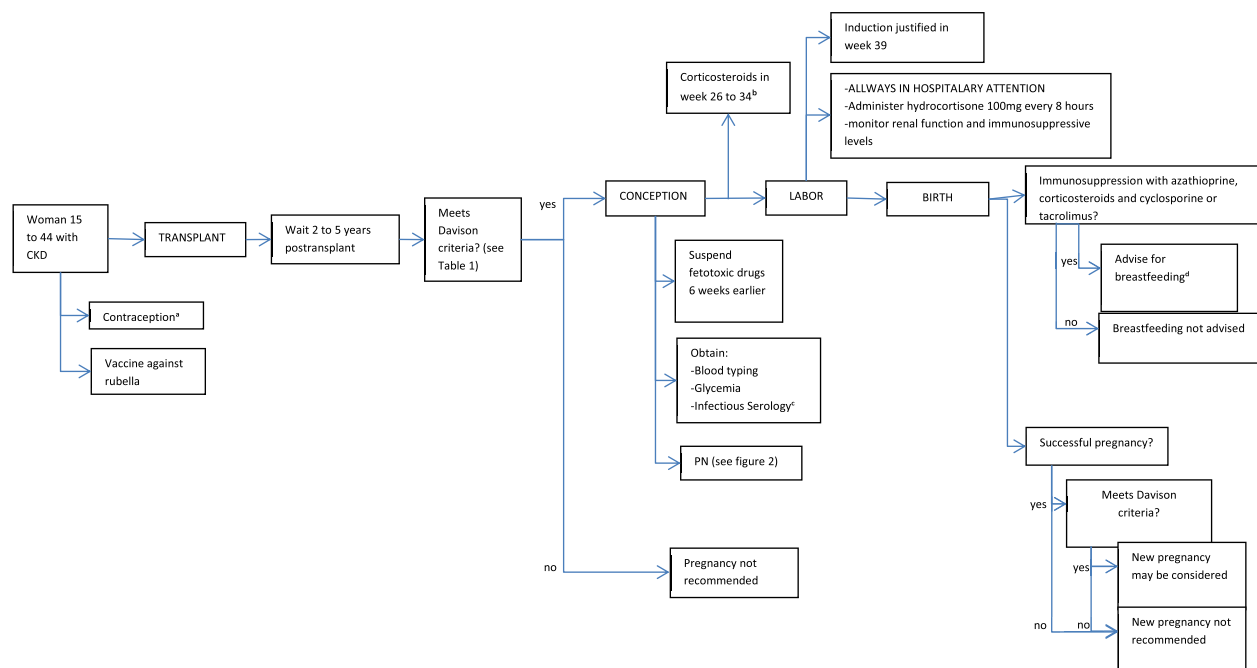 Woman 15
to 44 with
CKD
Contraceptionᵃ
Vaccine against
rubella
TRANSPLANT
Wait 2 to 5 years
postransplant
Meets
Davison
criteria? (see
Table 1)
yes
no
CONCEPTION
Corticosteroids in
week 26 to 34ᵇ
Suspend
fetotoxic drugs
6 weeks earlier
Obtain:
-Blood typing
-Glycemia
-Infectious Serologyᶜ
PN (see figure 2)
Pregnancy not
recommended
LABOR
Induction justified in
week 39
-ALLWAYS IN HOSPITALARY ATTENTION
-Administer hydrocortisone 100mg every 8 hours
-monitor renal function and immunosuppressive
levels
BIRTH
Immunosuppression with azathioprine,
corticosteroids and cyclosporine or
tacrolimus?
yes
Advise for
breastfeedingᵈ
no
Breastfeeding not advised
Successful pregnancy?
yes
Meets Davison
criteria?
yes
New pregnancy
may be considered
no
no
New pregnancy not
recommended